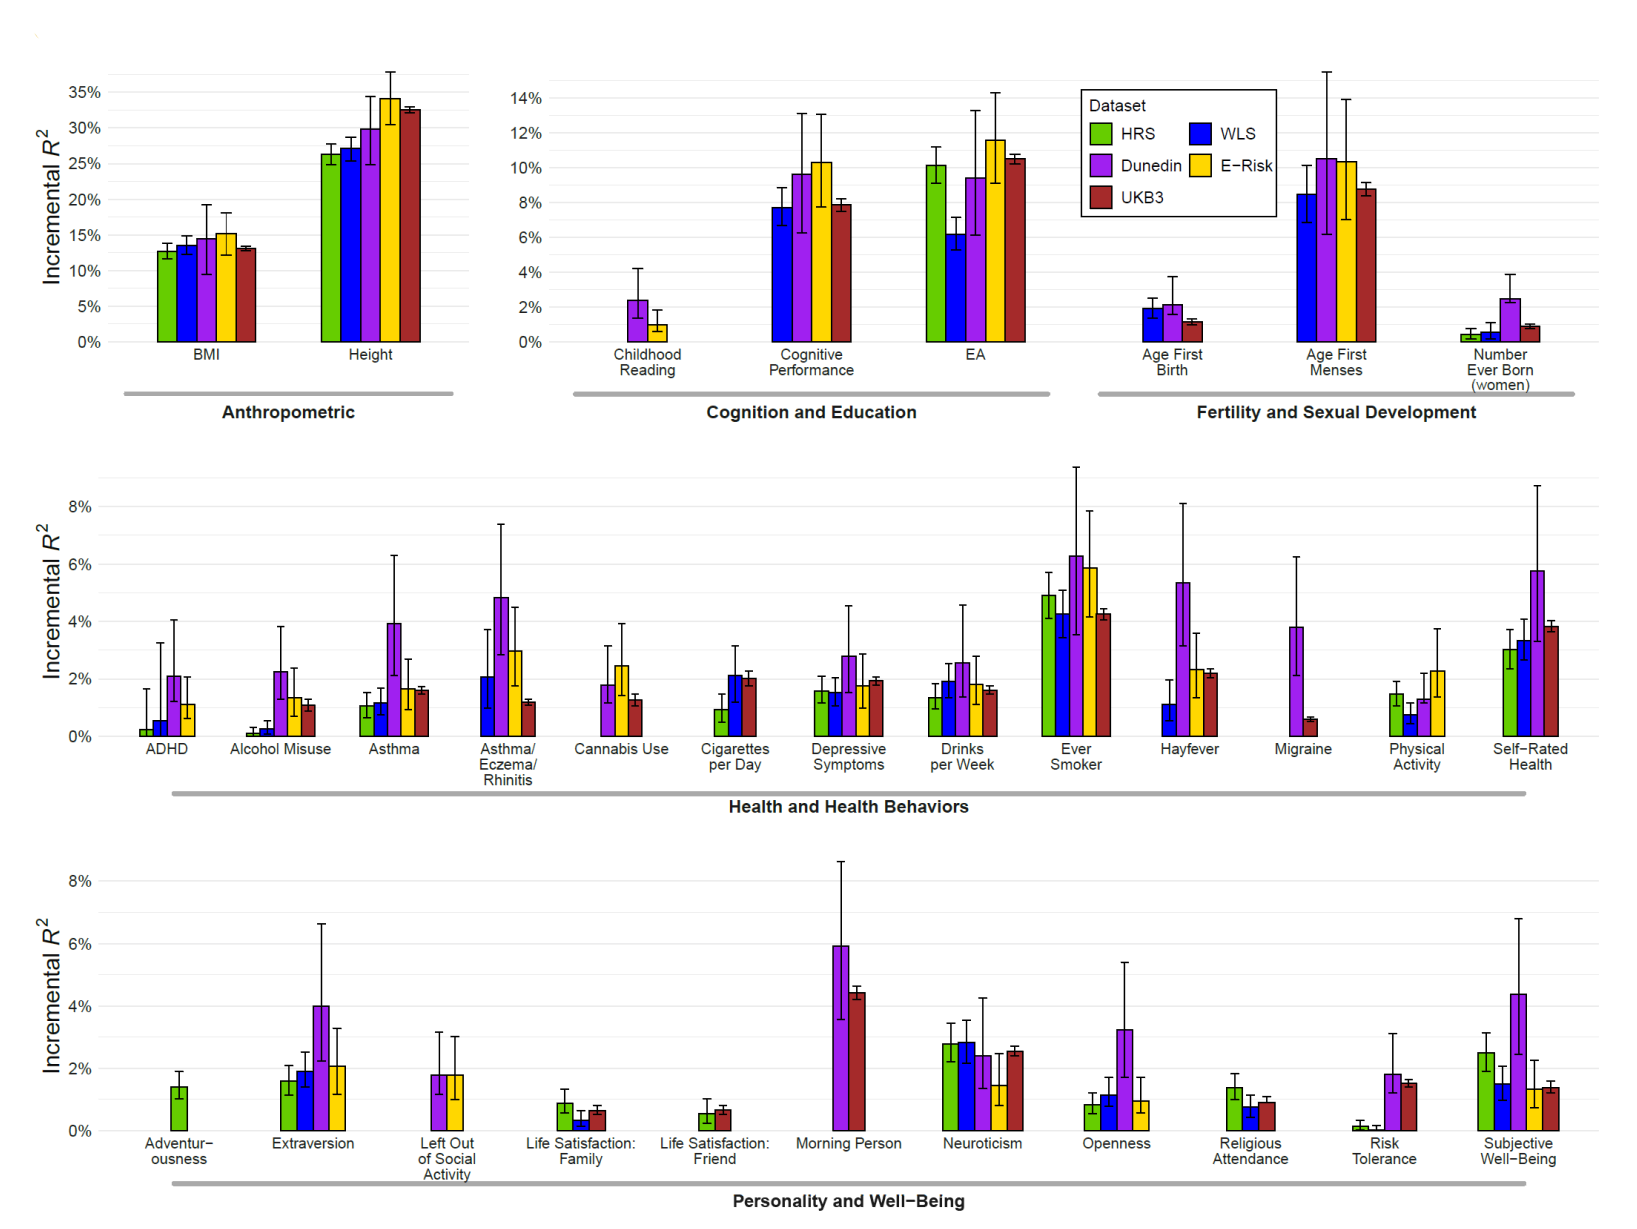 Incremental R²
35%
30%
25%
20%
15%
10%
5%
0%
BMI
Height
Anthropometric
14%
12%
10%
8%
6%
4%
2%
0%
Childhood
Reading
Cognitive
Performance
EA
Cognition and Education
Dataset
HRS WLS
Dunedin E−Risk
UKB3
Age First
Birth
Age First
Menses
Number
Ever Born
(women)
Fertility and Sexual Development
Incremental R²
8%
6%
4%
2%
0%
ADHD
Alcohol Misuse
Asthma
Asthma/
Eczema/
Rhinitis
Cannabis Use
Cigarettes
per Day
Depressive
Symptoms
Drinks
per Week
Ever
Smoker
Hayfever
Migraine
Physical
Activity
Self−Rated
Health
Health and Health Behaviors
Incremental R²
8%
6%
4%
2%
0%
Adventur−
ousness
Extraversion
Left Out
of Social
Activity
Life Satisfaction:
Family
Life Satisfaction:
Friend
Morning Person
Neuroticism
Openness
Religious
Attendance
Risk
Tolerance
Subjective
Well−Being
Personality and Well−Being